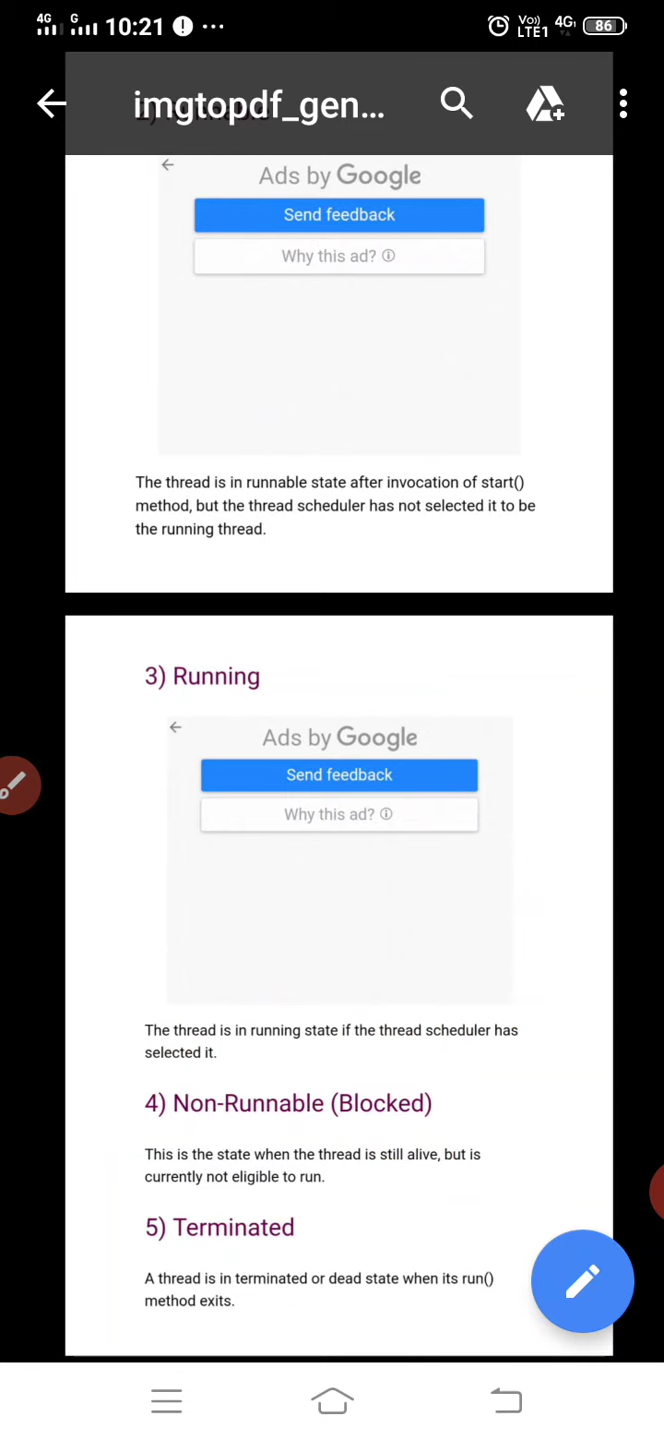 4G G 10:21 ! ... Vo)) LTE1 4G 86
imgtopdf_gen...
Ads by Google
Send feedback
Why this ad?
The thread is in runnable state after invocation of start()
method, but the thread scheduler has not selected it to be
the running thread.
3) Running
Ads by Google
Send feedback
Why this ad?
The thread is in running state if the thread scheduler has
selected it.
4) Non-Runnable (Blocked)
This is the state when the thread is still alive, but is
currently not eligible to run.
5) Terminated
A thread is in terminated or dead state when its run()
method exits.